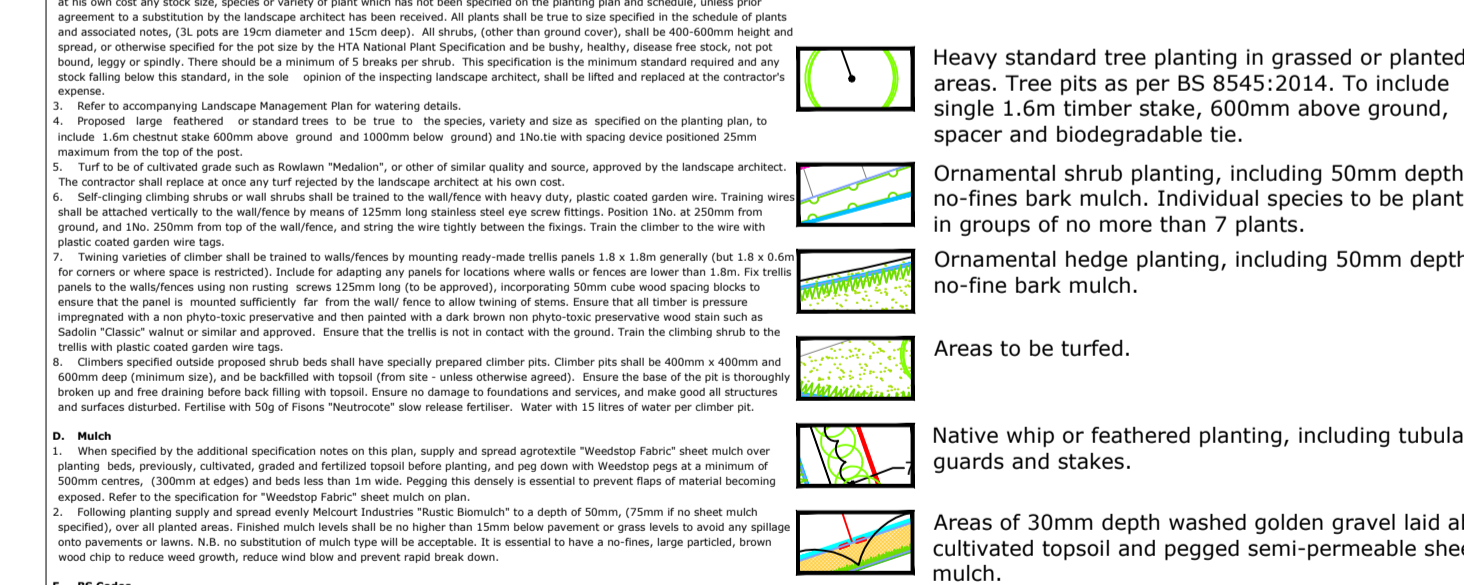 at his own cost any stock size, species or variety of plant which has not been specified on the planting plan and schedule, unless prior
agreement to a substitution by the landscape architect has been received. All plants shall be true to size specified in the schedule of plants
and associated notes, (3L pots are 19cm diameter and 15cm deep). All shrubs, (other than ground cover), shall be 400-600mm height and
spread, or otherwise specified for the pot size by the HTA National Plant Specification and be bushy, healthy, disease free stock, not pot
bound, leggy or spindly. There should be a minimum of 5 breaks per shrub. This specification is the minimum standard required and any
stock falling below this standard, in the sole opinion of the inspecting landscape architect, shall be lifted and replaced at the contractor's
expense.
3. Refer to accompanying Landscape Management Plan for watering details.
4. Proposed large feathered or standard trees to be true to the species, variety and size as specified on the planting plan, to
include 1.6m chestnut stake 600mm above ground and 1000mm below ground) and 1No.tie with spacing device positioned 25mm
maximum from the top of the post.
5. Turf to be of cultivated grade such as Rowlawn "Medalion", or other of similar quality and source, approved by the landscape architect.
The contractor shall replace at once any turf rejected by the landscape architect at his own cost.
6. Self-clinging climbing shrubs or wall shrubs shall be trained to the wall/fence with heavy duty, plastic coated garden wire. Training wires
shall be attached vertically to the wall/fence by means of 125mm long stainless steel eye screw fittings. Position 1No. at 250mm from
ground, and 1No. 250mm from top of the wall/fence, and string the wire tightly between the fixings. Train the climber to the wire with
plastic coated garden wire tags.
7. Twining varieties of climber shall be trained to walls/fences by mounting ready-made trellis panels 1.8 x 1.8m generally (but 1.8 x 0.6m
for corners or where space is restricted). Include for adapting any panels for locations where walls or fences are lower than 1.8m. Fix trellis
panels to the walls/fences using non rusting screws 125mm long (to be approved), incorporating 50mm cube wood spacing blocks to
ensure that the panel is mounted sufficiently far from the wall/ fence to allow twining of stems. Ensure that all timber is pressure
impregnated with a non phyto-toxic preservative and then painted with a dark brown non phyto-toxic preservative wood stain such as
Sadolin "Classic" walnut or similar and approved. Ensure that the trellis is not in contact with the ground. Train the climbing shrub to the
trellis with plastic coated garden wire tags.
8. Climbers specified outside proposed shrub beds shall have specially prepared climber pits. Climber pits shall be 400mm x 400mm and
600mm deep (minimum size), and be backfilled with topsoil (from site - unless otherwise agreed). Ensure the base of the pit is thoroughly
broken up and free draining before back filling with topsoil. Ensure no damage to foundations and services, and make good all structures
and surfaces disturbed. Fertilise with 50g of Fisons "Neutrocote" slow release fertiliser. Water with 15 litres of water per climber pit.
D. Mulch
1. When specified by the additional specification notes on this plan, supply and spread agrotextile "Weedstop Fabric" sheet mulch over
planting beds, previously, cultivated, graded and fertilized topsoil before planting, and peg down with Weedstop pegs at a minimum of
500mm centres, (300mm at edges) and beds less than 1m wide. Pegging this densely is essential to prevent flaps of material becoming
exposed. Refer to the specification for "Weedstop Fabric" sheet mulch on plan.
2. Following planting supply and spread evenly Melcourt Industries "Rustic Biomulch" to a depth of 50mm, (75mm if no sheet mulch
specified), over all planted areas. Finished mulch levels shall be no higher than 15mm below pavement or grass levels to avoid any spillage
onto pavements or lawns. N.B. no substitution of mulch type will be acceptable. It is essential to have a no-fines, large particled, brown
wood chip to reduce weed growth, reduce wind blow and prevent rapid break down.
Heavy standard tree planting in grassed or planted
areas. Tree pits as per BS 8545:2014. To include
single 1.6m timber stake, 600mm above ground,
spacer and biodegradable tie.
Ornamental shrub planting, including 50mm depth
no-fines bark mulch. Individual species to be plant
in groups of no more than 7 plants.
Ornamental hedge planting, including 50mm depth
no-fine bark mulch.
Areas to be turfed.
7
Native whip or feathered planting, including tubula
guards and stakes.
Areas of 30mm depth washed golden gravel laid a
cultivated topsoil and pegged semi-permeable shee
mulch.